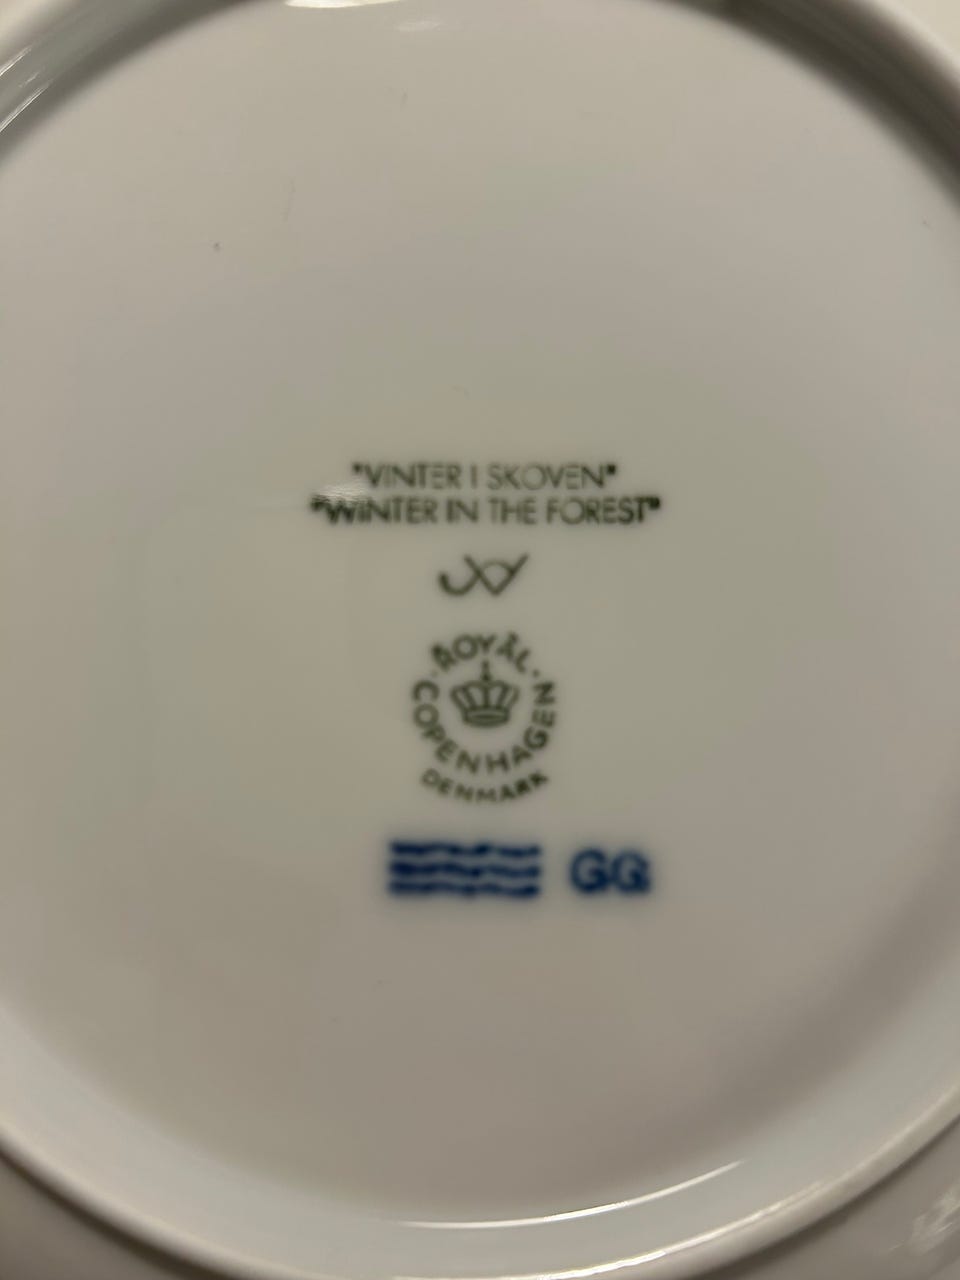 "VINTER I SKOVEN"
"WINTER IN THE FOREST"
ROYAL
COPENHAGEN
DENMARK
GG